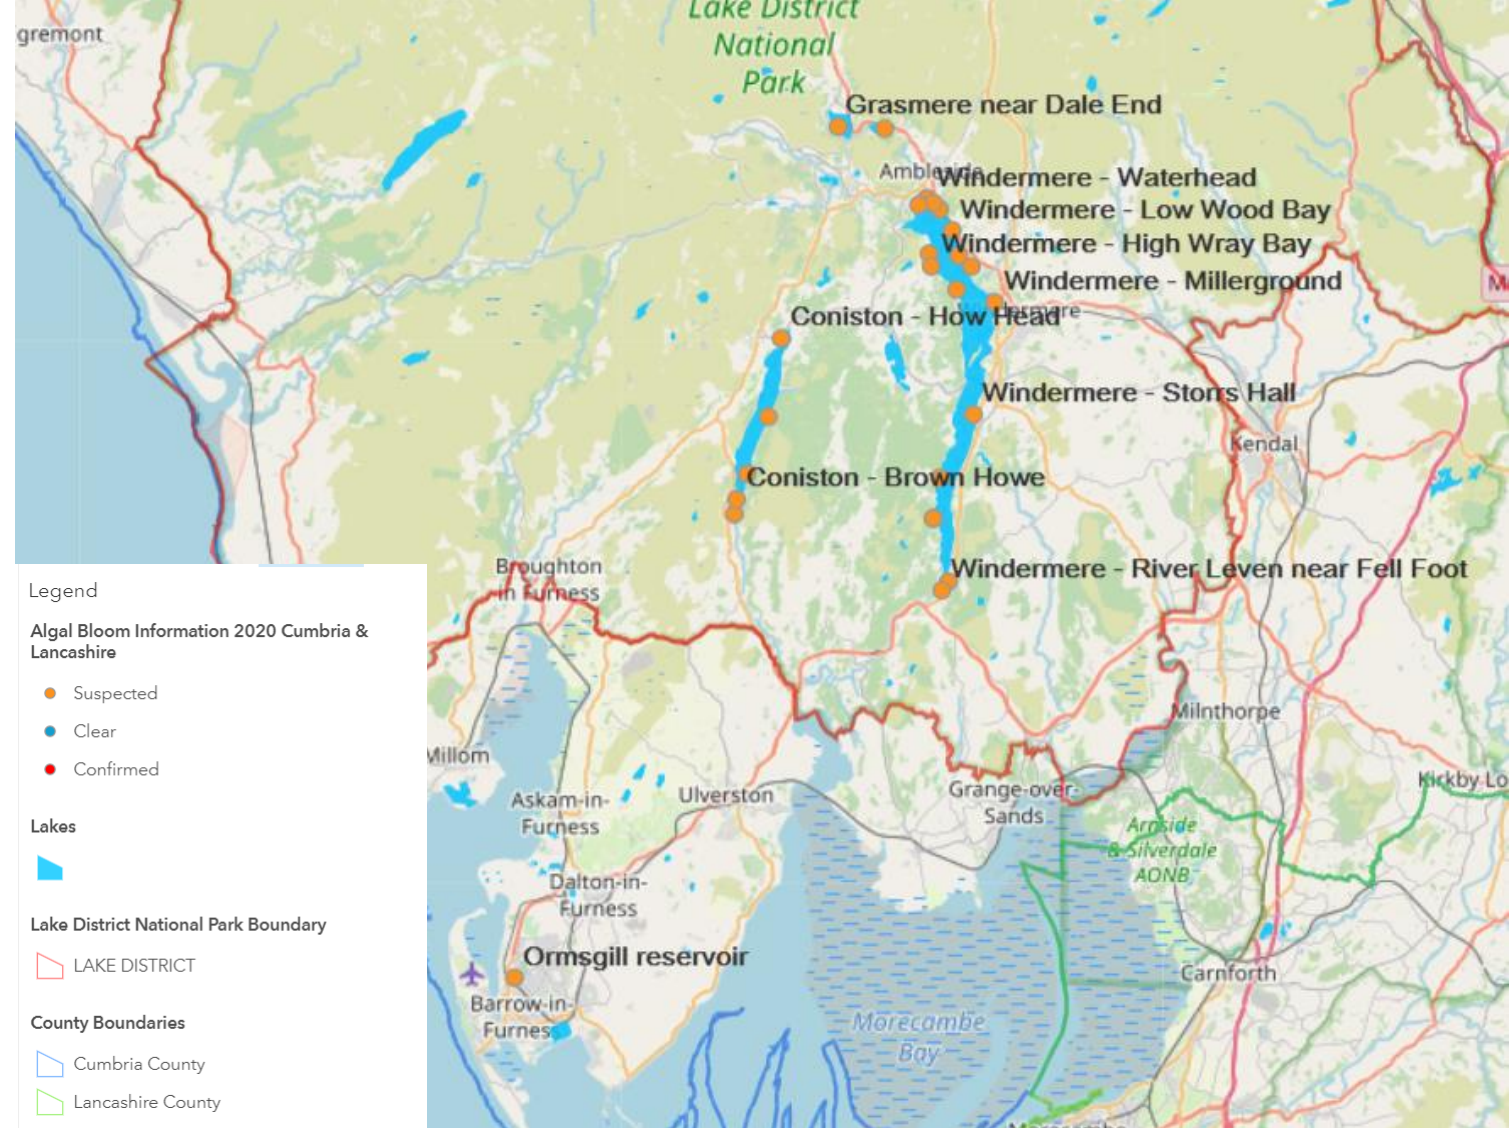 Lake District
National
Park
gremont
Grasmere near Dale End
Windermere - Waterhead
Windermere - Low Wood Bay
Windermere - High Wray Bay
Windermere - Millerground
Coniston - How Head
Windermere - Storrs Hall
Kendal
Coniston - Brown Howe
Broughton
in Furness
Windermere - River Leven near Fell Foot
Legend
Algal Bloom Information 2020 Cumbria &
Lancashire
Suspected
Clear
Confirmed
Lakes
Lake District National Park Boundary
LAKE DISTRICT
County Boundaries
Cumbria County
Lancashire County
Milnthorpe
Millom
Kirkby Lo
Askam-in-
Furness
Ulverston
Grange-over-
Sands
Arnside
& Silverdale
AONB
Dalton-in-
Furness
Ormsgill reservoir
Carnforth
Barrow-in-
Furness
Morecambe
Bay